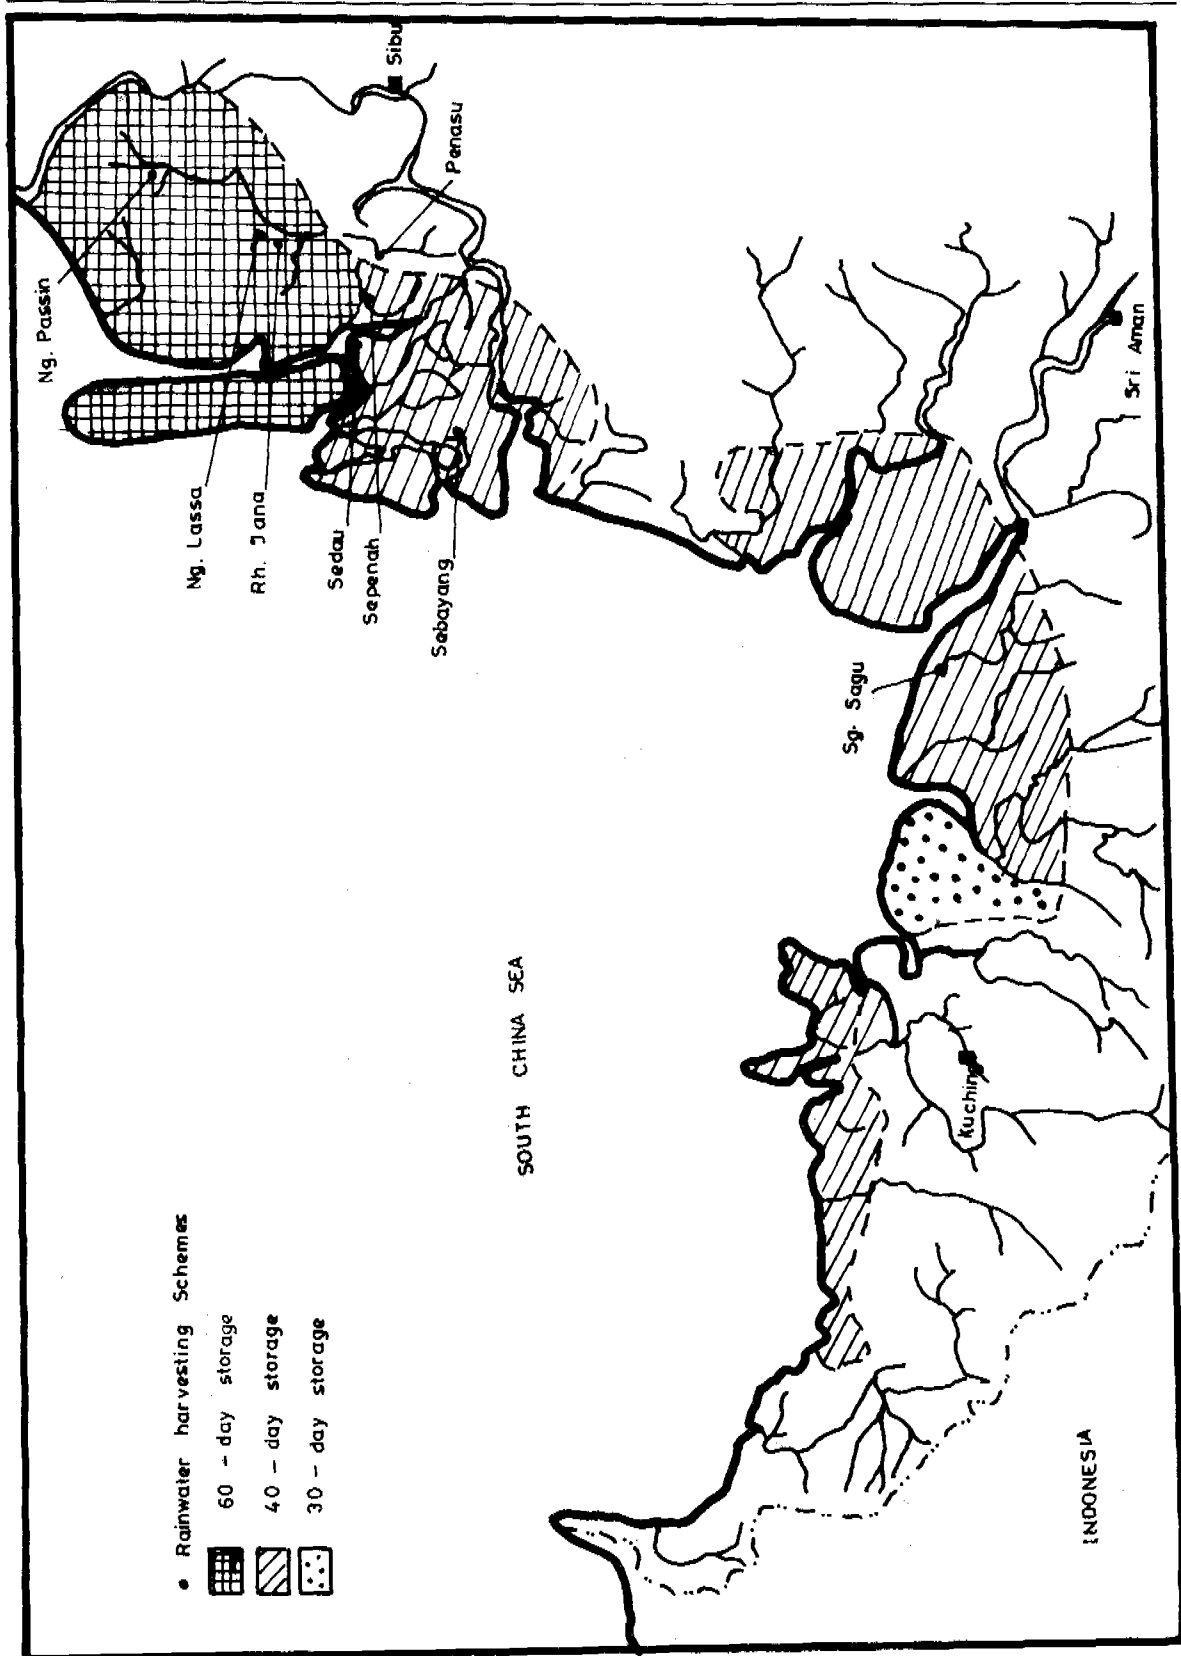 Rainwater harvesting Schemes
60 – day storage
40 – day storage
30 – day storage
SOUTH CHINA SEA
INDONESIA
Kuching
Sg. Sagu
Sri Aman
Sebayang
Sepenah
Sedau
Rh. Jana
Ng. Lassa
Ng. Passin
Penasu
Sibu